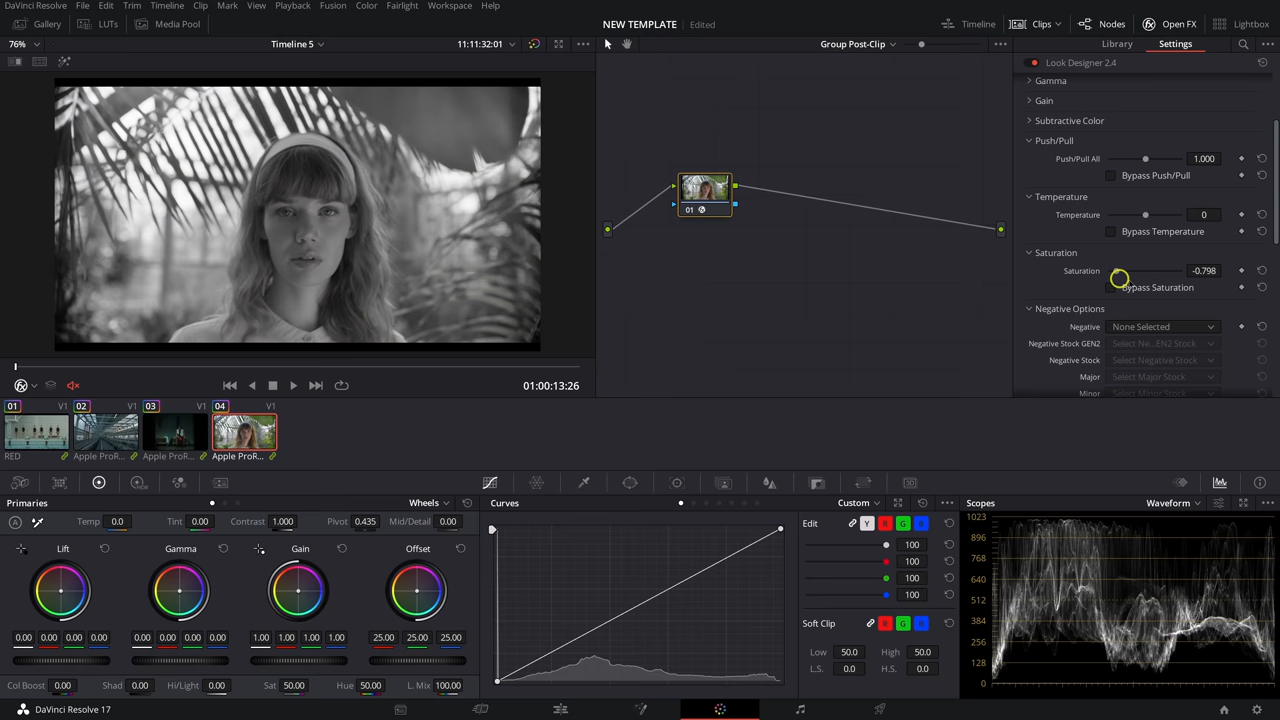 DaVinci Resolve File Edit Trim Timeline Clip Mark View Playback Fusion Color Fairlight Workspace Help
Gallery LUTs Media Pool NEW TEMPLATE Edited Timeline Clips Nodes Open FX Lightbox
76% Timeline 5 11:11:32:01 Group Post-Clip Library Settings
Look Designer 2.4
Gamma
Gain
Subtractive Color
Push/Pull
Push/Pull All 1.000
Bypass Push/Pull
Temperature
Temperature 0
Bypass Temperature
Saturation
Saturation -0.798
Bypass Saturation
Negative Options
Negative None Selected
Negative Stock GEN2 Select Ne...EN2 Stock
Negative Stock Select Negative Stock
Major Select Major Stock
Minor Select Minor Stock
01
01:00:13:26
01 V1 02 V1 03 V1 04 V1
RED Apple ProR... Apple ProR... Apple ProR...
Primaries Wheels Curves Custom Scopes Waveform
A Temp 0.0 Tint 0.00 Contrast 1.000 Pivot 0.435 Mid/Detail 0.00
Lift Gamma Gain Offset
0.00 0.00 0.00 0.00 0.00 0.00 0.00 0.00 1.00 1.00 1.00 1.00 25.00 25.00 25.00
Col Boost 0.00 Shad 0.00 Hi/Light 0.00 Sat 50.00 Hue 50.00 L. Mix 100.00
Edit Y R G B
100
100
100
100
Soft Clip R G B
Low 50.0 High 50.0
L.S. 0.0 H.S. 0.0
1023
896
768
640
512
384
256
128
0
DaVinci Resolve 17